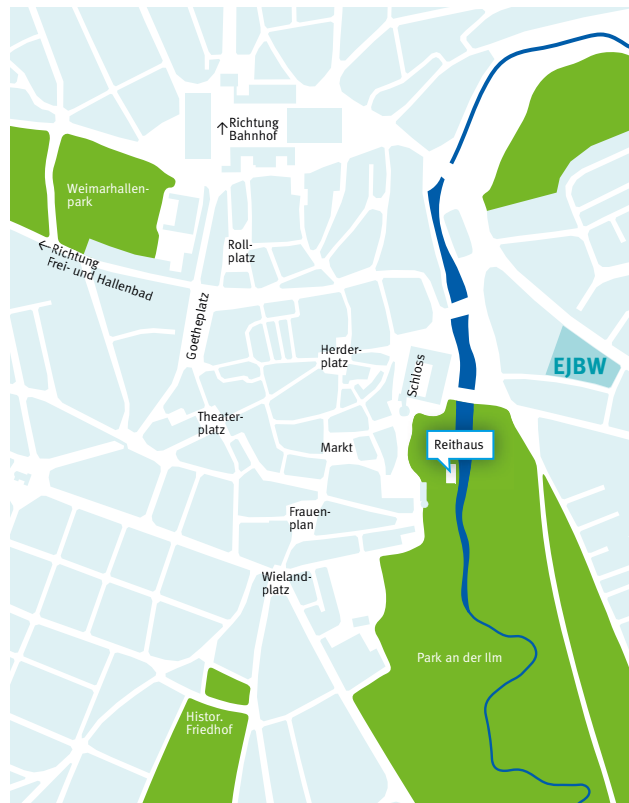 ↑Richtung
Bahnhof
Weimarhallen-
park
←Richtung
Frei- und Hallenbad
Roll-
platz
Goetheplatz
Herder-
platz
Schloss
EJBW
Theater-
platz
Markt
Reithaus
Frauen-
plan
Wieland-
platz
Park an der Ilm
Histor.
Friedhof